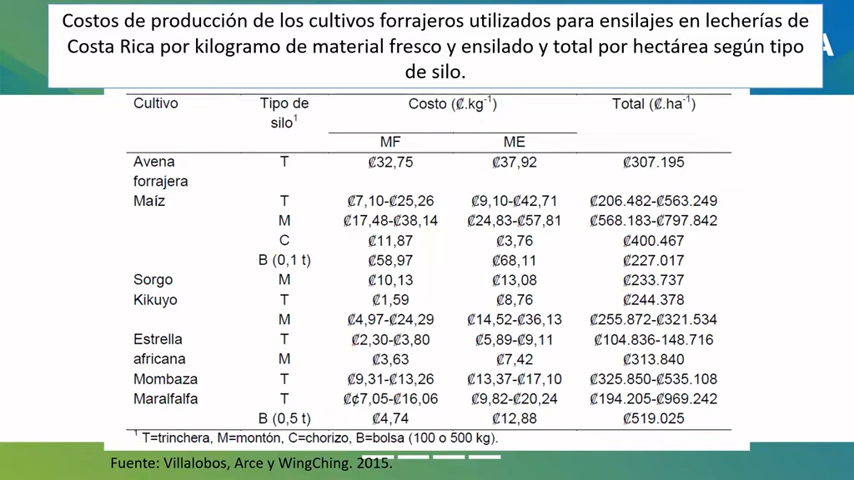 Costos de producción de los cultivos forrajeros utilizados para ensilajes en lecherías de
Costa Rica por kilogramo de material fresco y ensilado y total por hectárea según tipo
de silo.
A
Cultivo Tipo de silo¹ Costo (₡.kg⁻¹) Total (₡.ha⁻¹)
MF ME
Avena forrajera T ₡32,75 ₡37,92 ₡307.195
Maíz T ₡7,10-₡25,26 ₡9,10-₡42,71 ₡206.482-₡563.249
M ₡17,48-₡38,14 ₡24,83-₡57,81 ₡568.183-₡797.842
C ₡11,87 ₡3,76 ₡400.467
B (0,1 t) ₡58,97 ₡68,11 ₡227.017
Sorgo M ₡10,13 ₡13,08 ₡233.737
Kikuyo T ₡1,59 ₡8,76 ₡244.378
M ₡4,97-₡24,29 ₡14,52-₡36,13 ₡255.872-₡321.534
Estrella T ₡2,30-₡3,80 ₡5,89-₡9,11 ₡104.836-148.716
africana M ₡3,63 ₡7,42 ₡313.840
Mombaza T ₡9,31-₡13,26 ₡13,37-₡17,10 ₡325.850-₡535.108
Maralfalfa T ₡¢7,05-₡16,06 ₡9,82-₡20,24 ₡194.205-₡969.242
B (0,5 t) ₡4,74 ₡12,88 ₡519.025
¹ T=trinchera, M=montón, C=chorizo, B=bolsa (100 o 500 kg).
Fuente: Villalobos, Arce y WingChing. 2015.